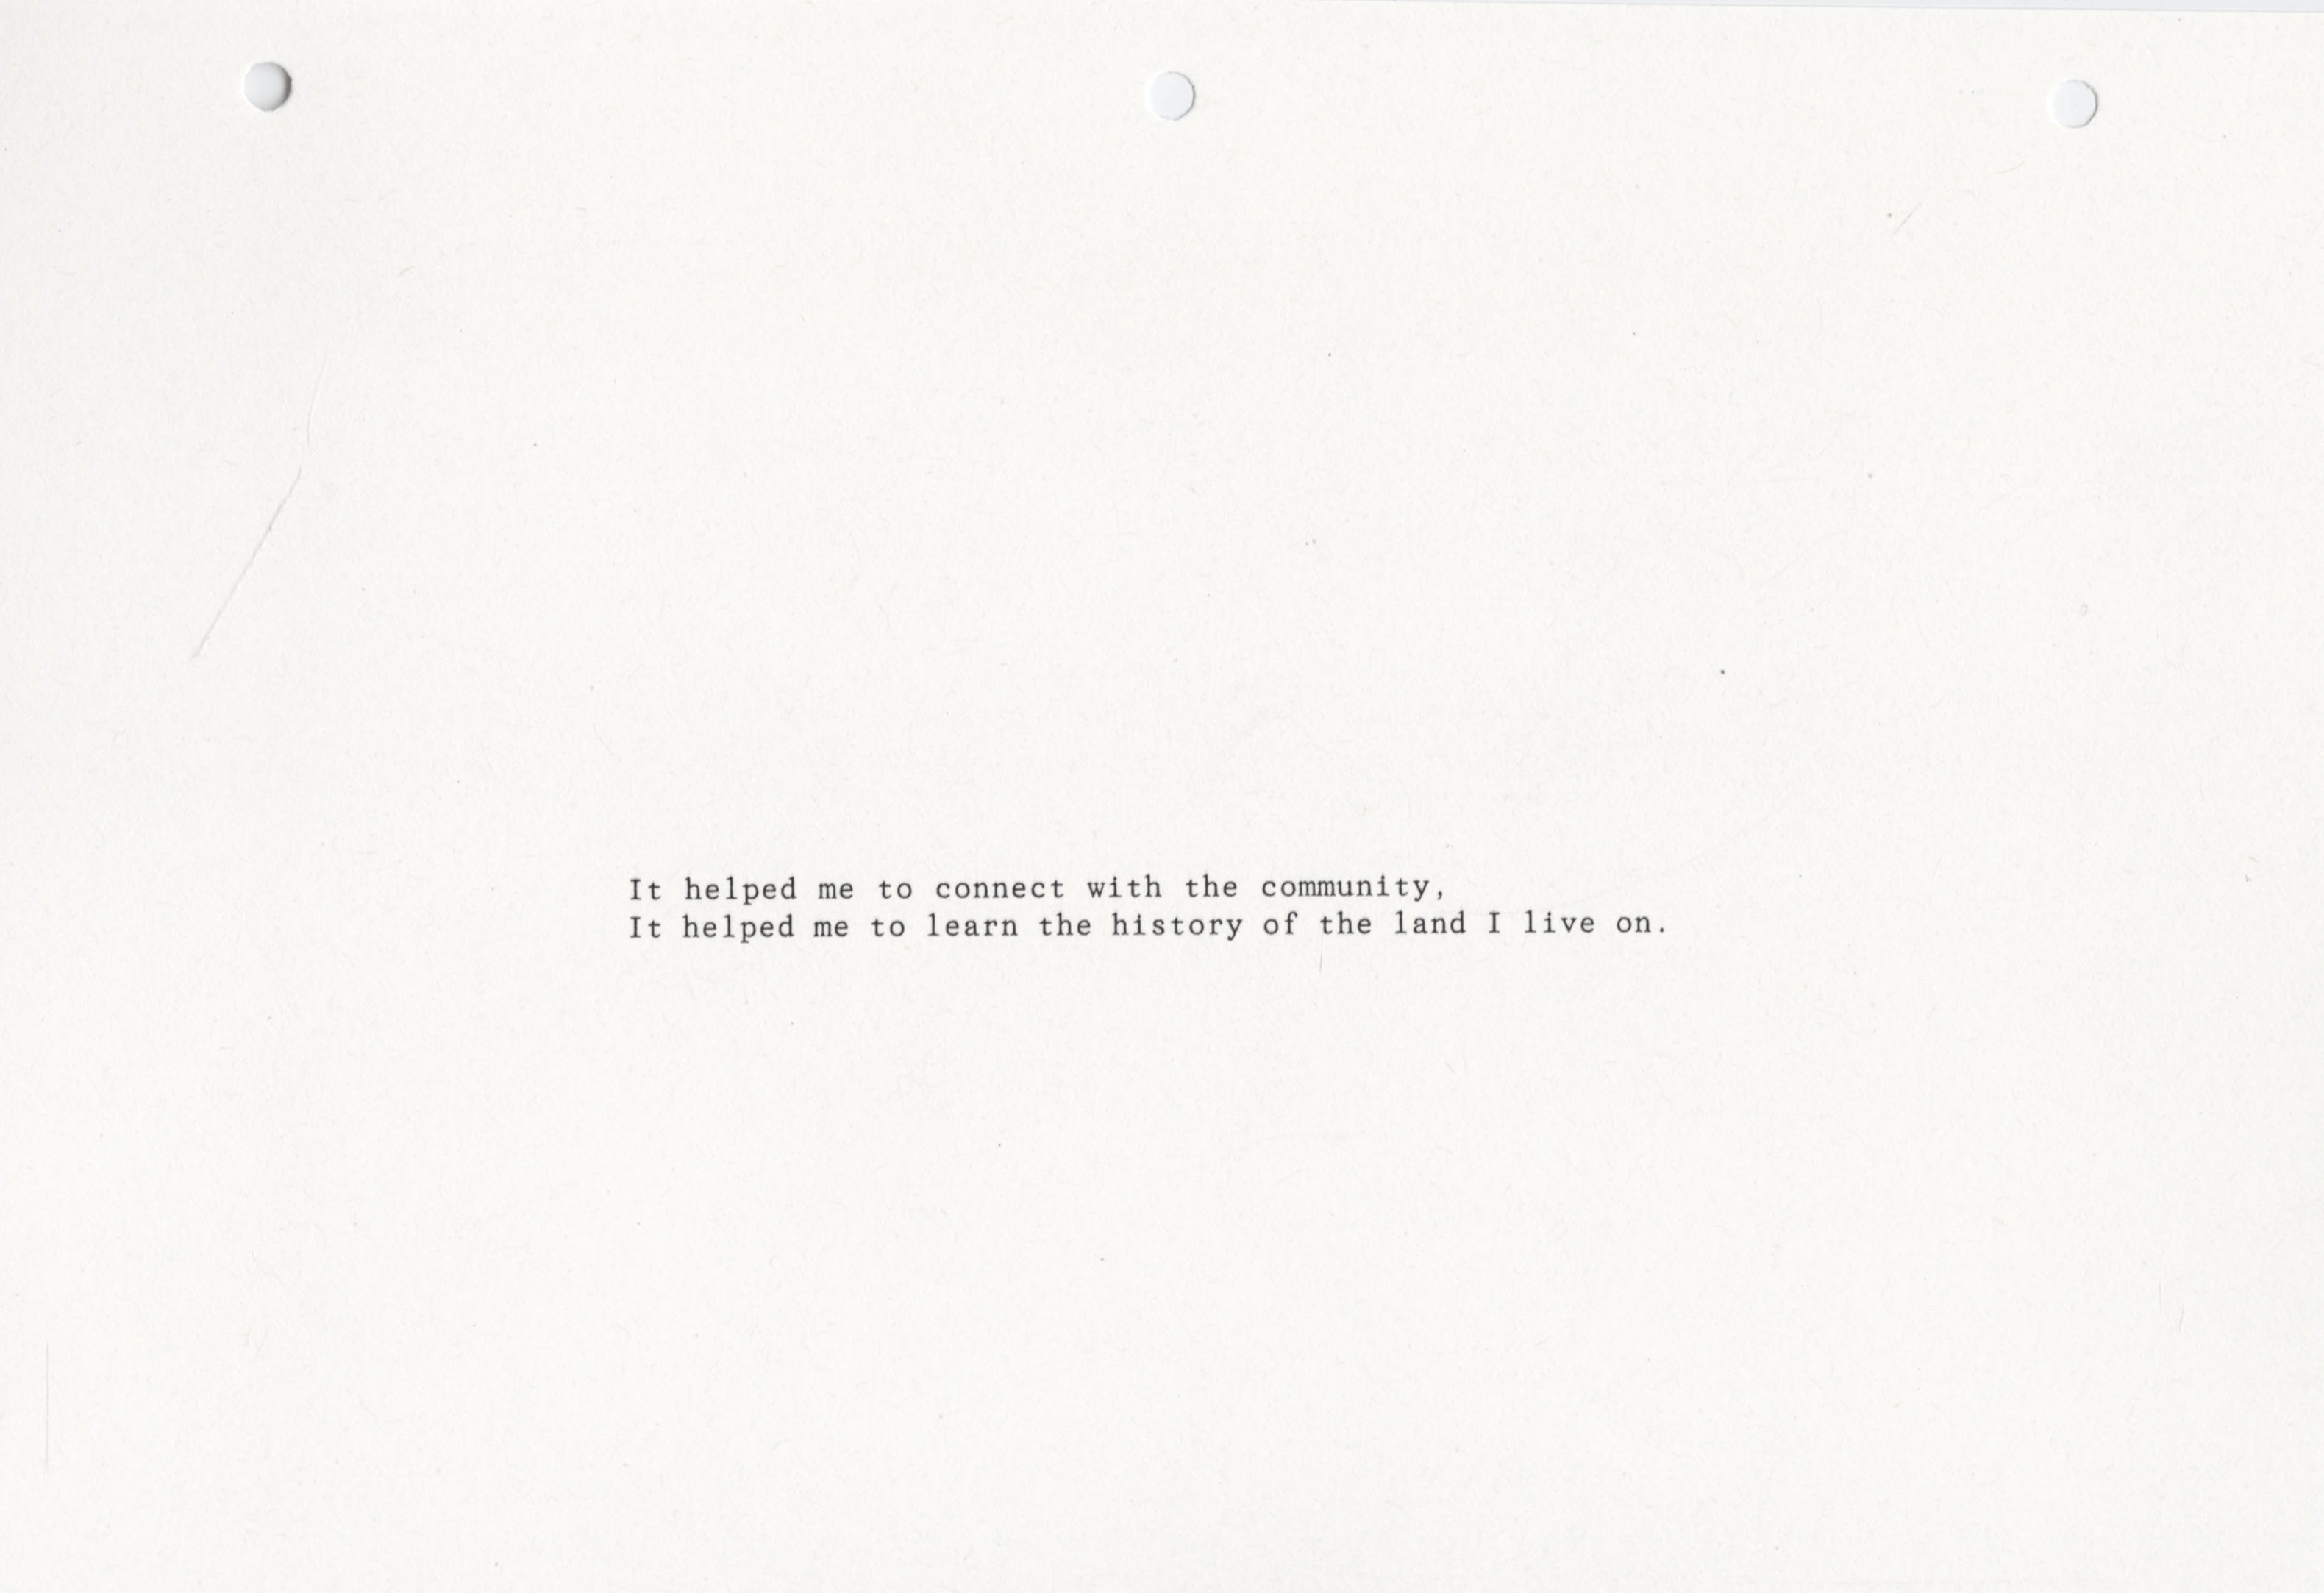 It helped me to connect with the community,
It helped me to learn the history of the land I live on.